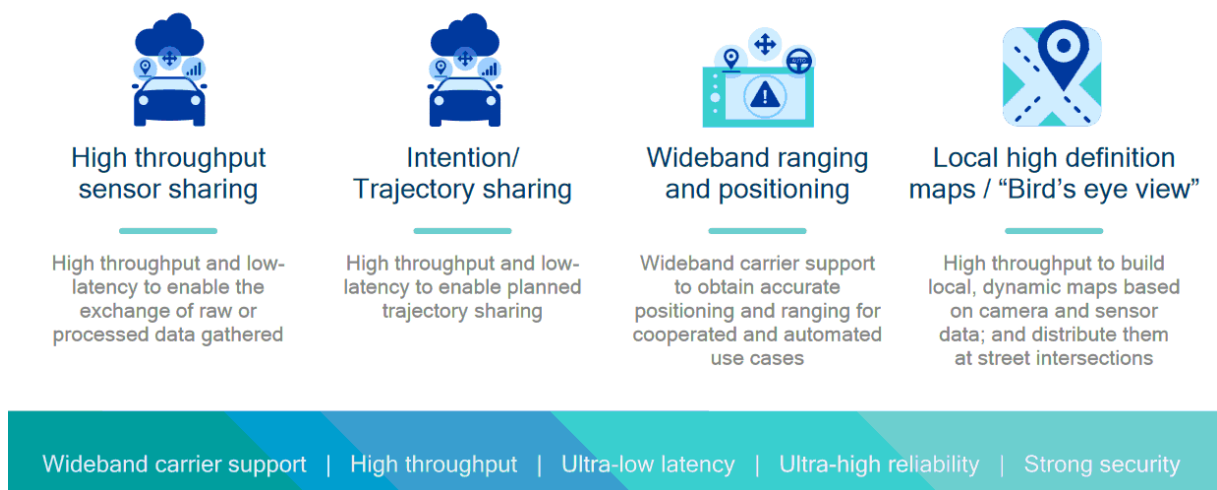 High throughput
sensor sharing
High throughput and low-
latency to enable the
exchange of raw or
processed data gathered
Intention/
Trajectory sharing
High throughput and low-
latency to enable planned
trajectory sharing
AUTO
Wideband ranging
and positioning
Wideband carrier support
to obtain accurate
positioning and ranging for
cooperated and automated
use cases
Local high definition
maps / “Bird’s eye view”
High throughput to build
local, dynamic maps based
on camera and sensor
data; and distribute them
at street intersections
Wideband carrier support | High throughput | Ultra-low latency | Ultra-high reliability | Strong security